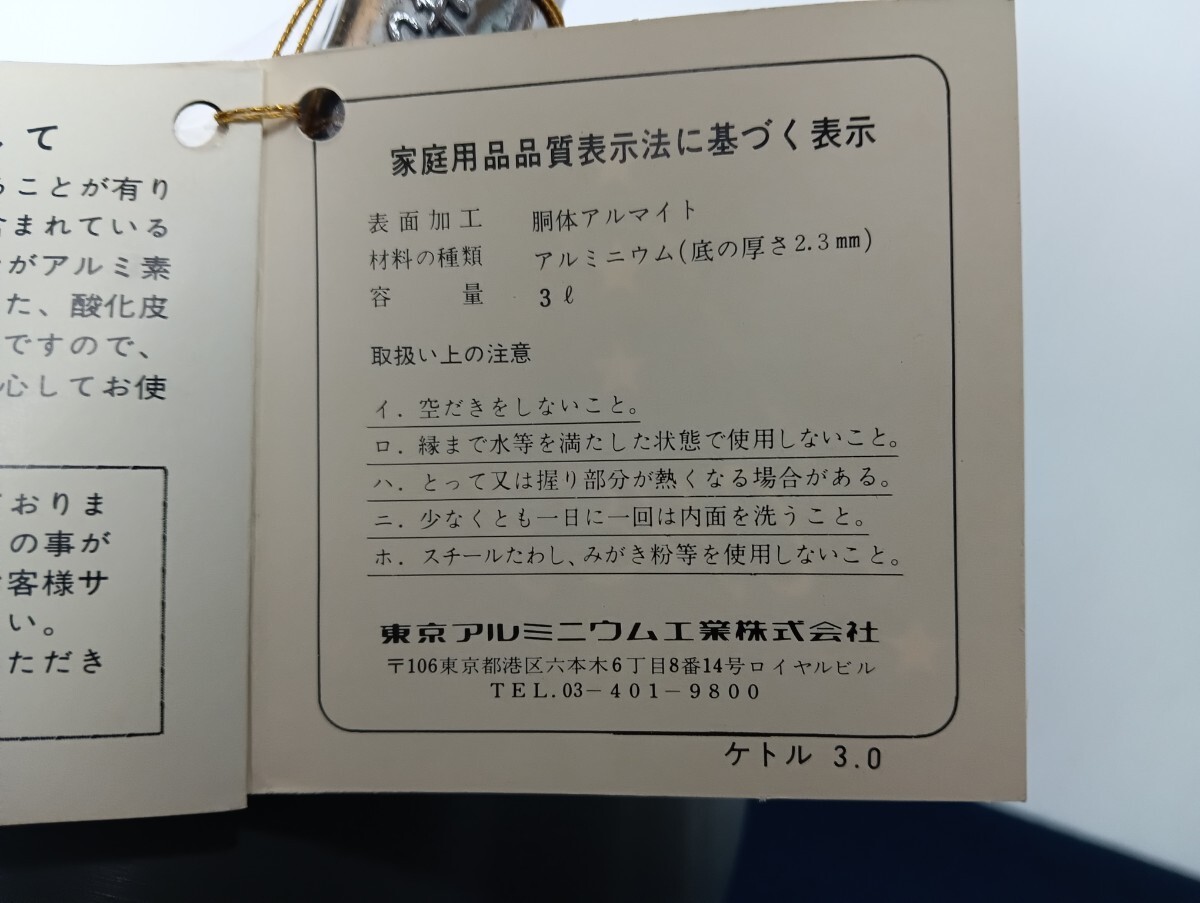 して
ることが有り
含まれている
がアルミ素
た、酸化皮
ですので、
心してお使
ておりま
の事が
客様サ
い。
ただき
家庭用品品質表示法に基づく表示
表面加工 胴体アルマイト
材料の種類 アルミニウム(底の厚さ2.3mm)
容量 3ℓ
取扱い上の注意
イ. 空だきをしないこと。
ロ. 縁まで水等を満たした状態で使用しないこと。
ハ. とって又は握り部分が熱くなる場合がある。
ニ. 少なくとも一日に一回は内面を洗うこと。
ホ. スチールたわし、みがき粉等を使用しないこと。
東京アルミニウム工業株式会社
〒106東京都港区六本木6丁目8番14号ロイヤルビル
TEL.03-401-9800
ケトル 3.0